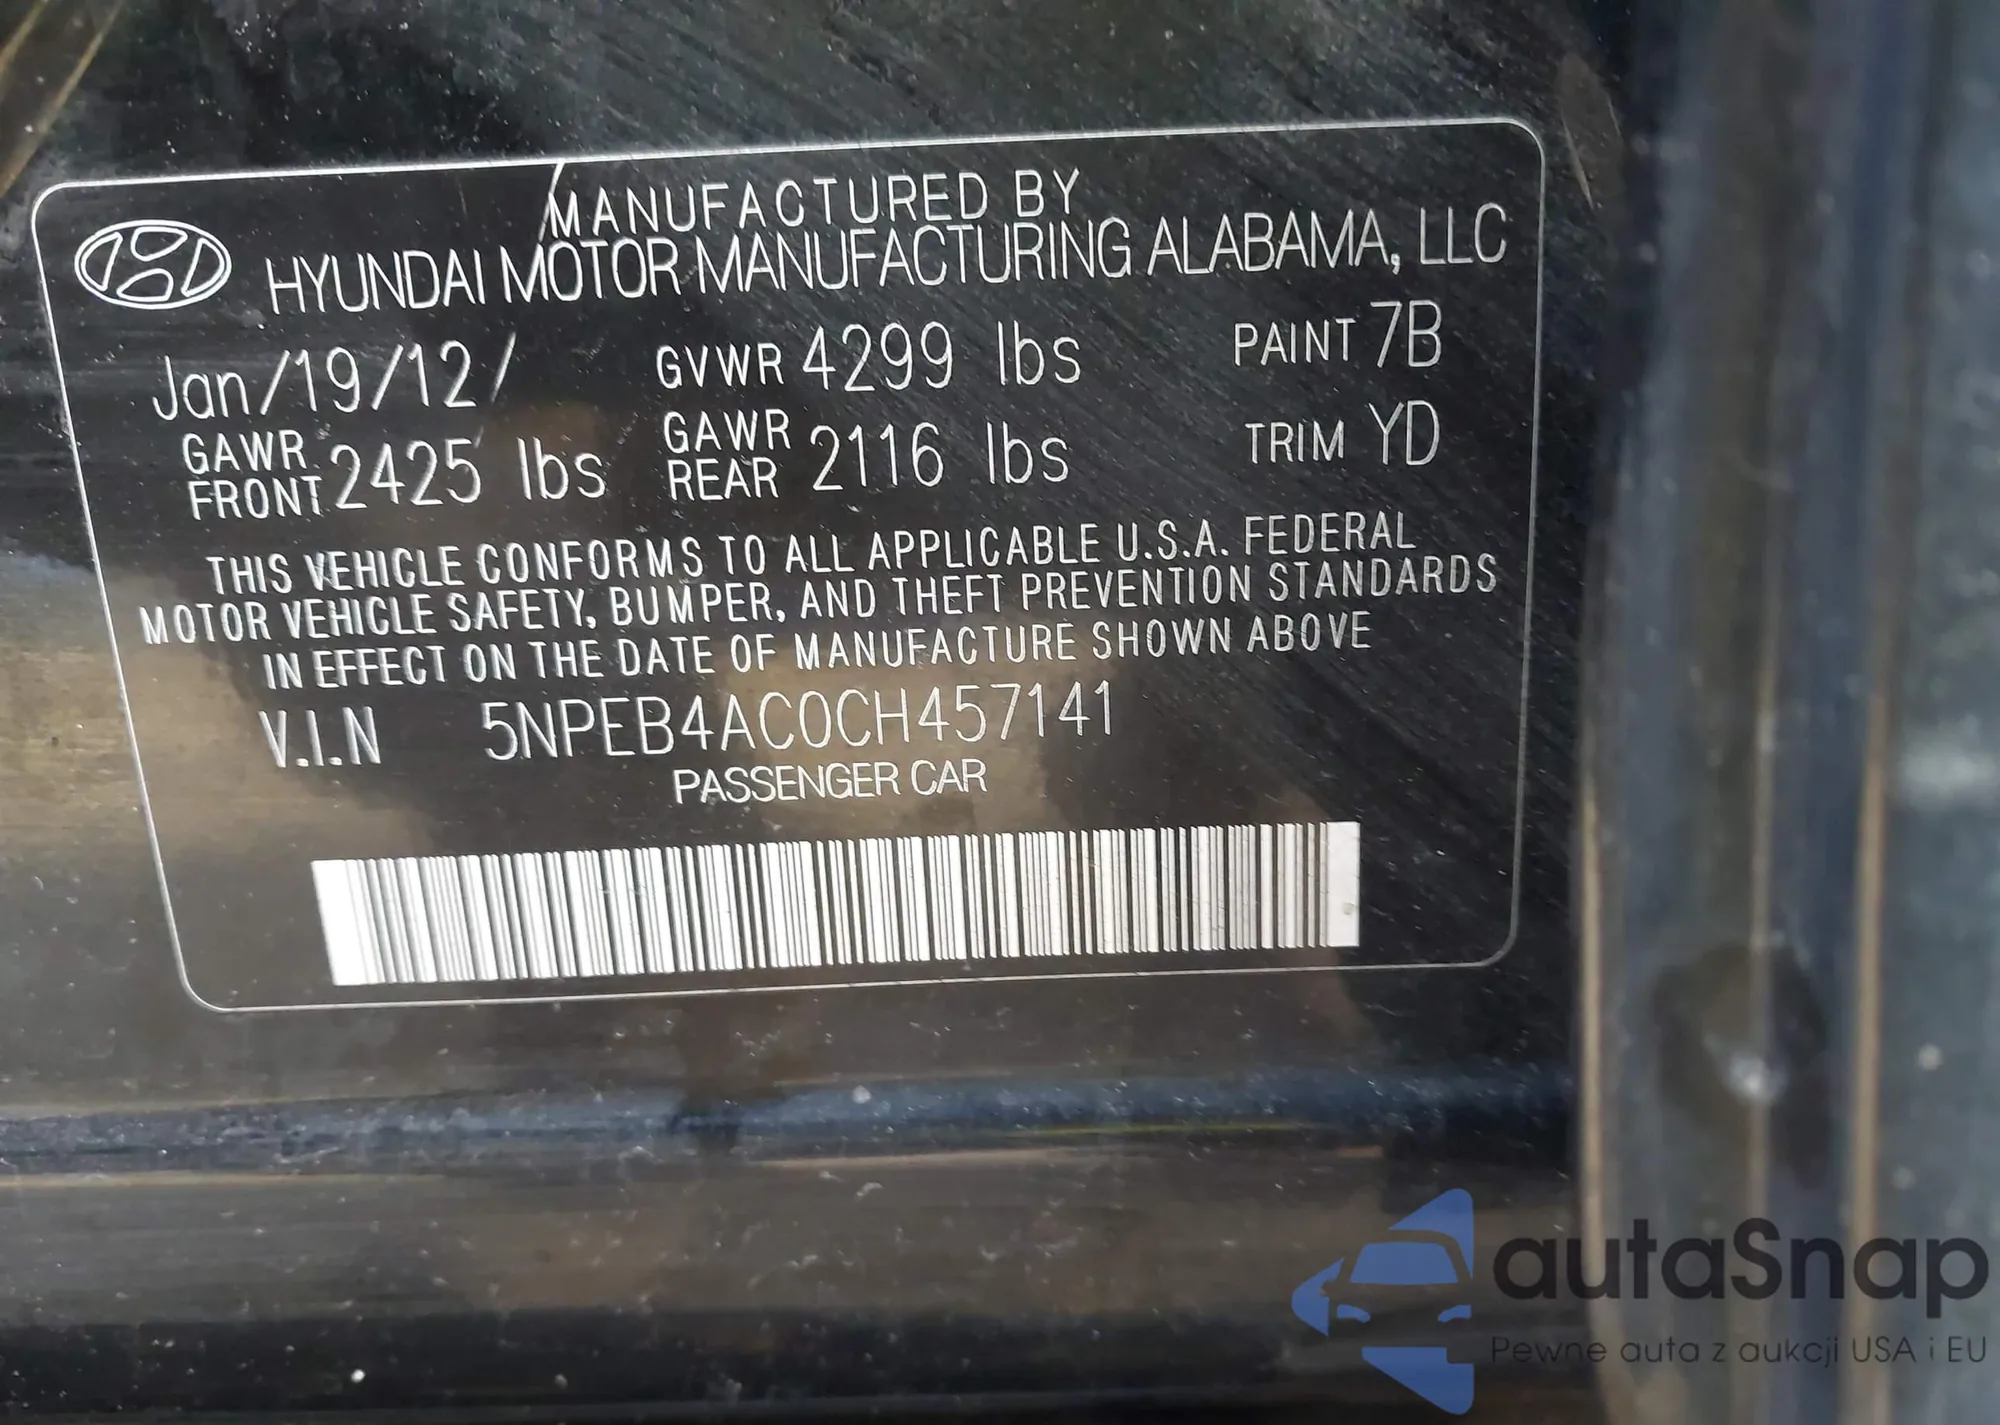 MANUFACTURED BY
HYUNDAI MOTOR MANUFACTURING ALABAMA, LLC
Jan/19/12/ GVWR 4299 lbs PAINT 7B
GAWR FRONT 2425 lbs GAWR REAR 2116 lbs TRIM YD
THIS VEHICLE CONFORMS TO ALL APPLICABLE U.S.A. FEDERAL
MOTOR VEHICLE SAFETY, BUMPER, AND THEFT PREVENTION STANDARDS
IN EFFECT ON THE DATE OF MANUFACTURE SHOWN ABOVE
V.I.N 5NPEB4AC0CH457141
PASSENGER CAR
autaSnap
Pewne auta z aukcji USA i EU